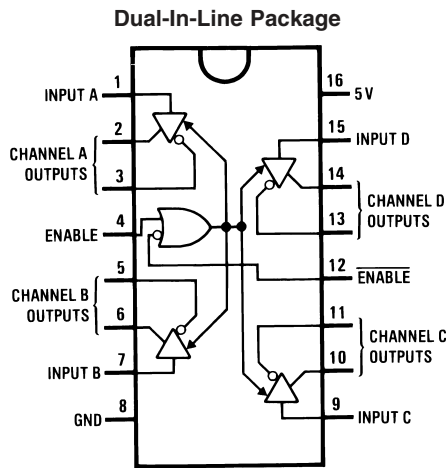 Dual-In-Line Package
1
INPUT A
2
CHANNEL A
OUTPUTS
3
4
ENABLE
5
CHANNEL B
OUTPUTS
6
7
INPUT B
8
GND
16
5V
15
INPUT D
14
CHANNEL D
OUTPUTS
13
12
ENABLE
11
CHANNEL C
OUTPUTS
10
9
INPUT C